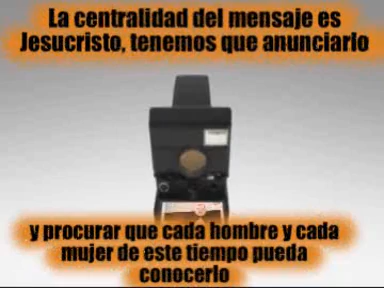 La centralidad del mensaje es
Jesucristo, tenemos que anunciarlo
y procurar que cada hombre y cada
mujer de este tiempo pueda
conocerlo